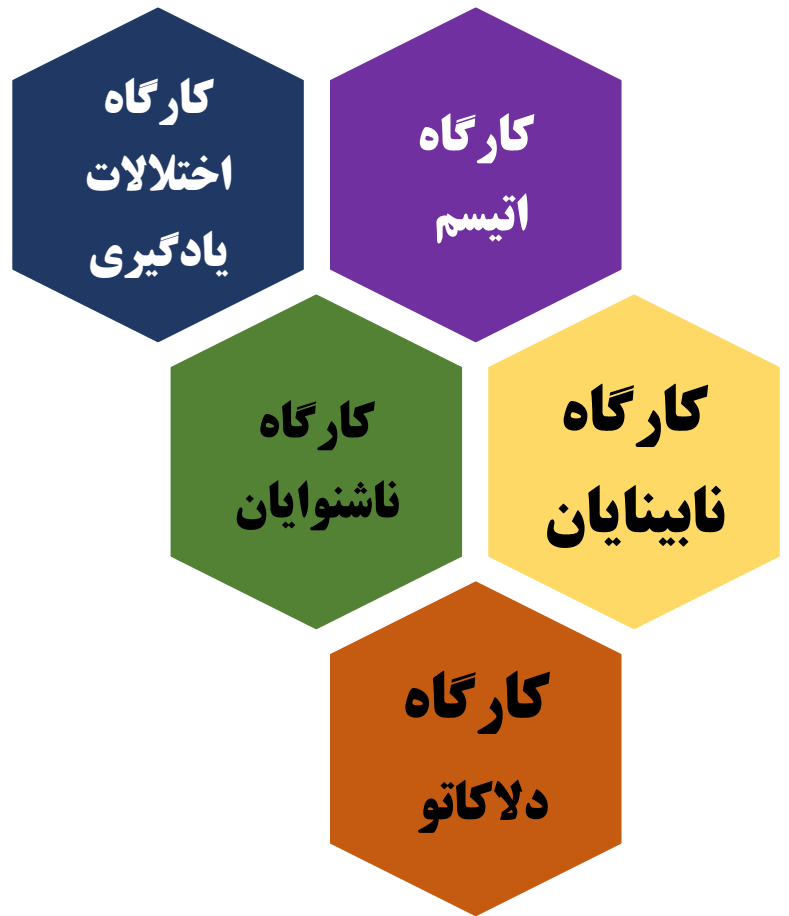 کارگاه
اتیسم
کارگاه
اختلالات
یادگیری
کارگاه
نابینایان
کارگاه
ناشنوایان
کارگاه
دلاکاتو